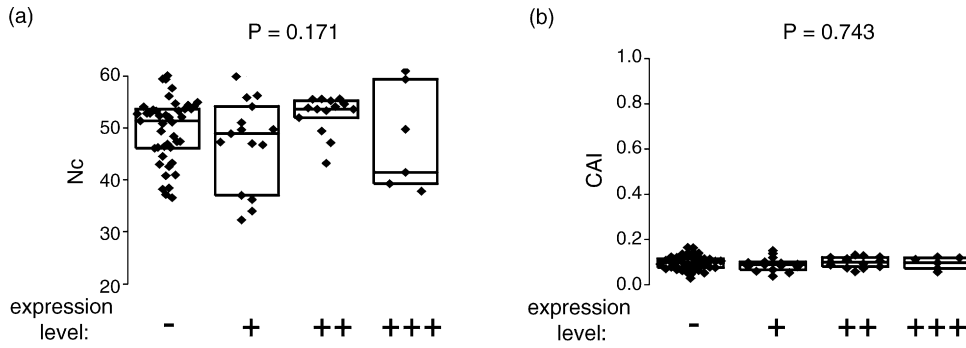 (a)
P = 0.171
60
50
40
30
20
Nc
expression
level:
- + ++ +++
(b)
P = 0.743
1.0
0.8
0.6
0.4
0.2
0.0
CAI
expression
level:
- + ++ +++